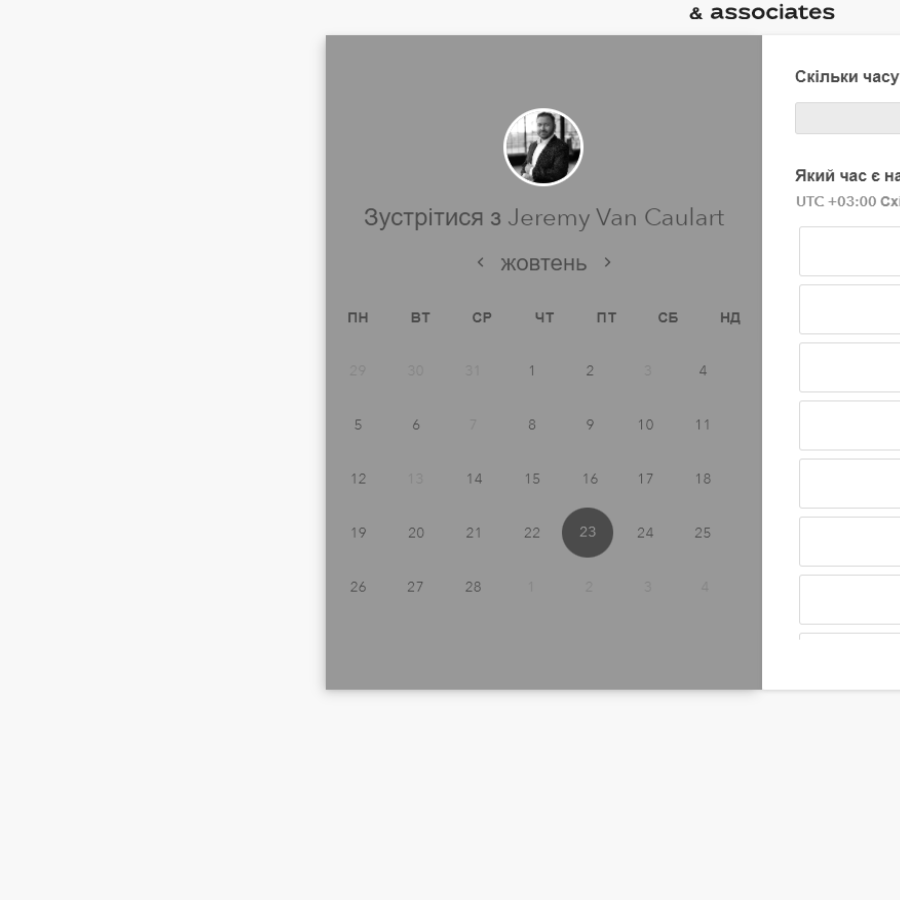 & associates
Зустрітися з Jeremy Van Caulart
жовтень
ПН ВТ СР ЧТ ПТ СБ НД
29 30 31 1 2 3 4
5 6 7 8 9 10 11
12 13 14 15 16 17 18
19 20 21 22 23 24 25
26 27 28 1 2 3 4
Скільки часу
Який час є на
UTC +03:00 Схі